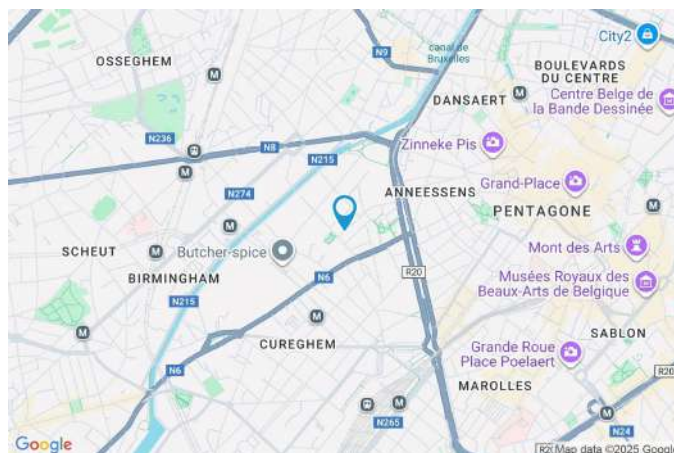 N9
canal de
Bruxelles
City2
OSSEGHEM
M
BOULEVARDS
DU CENTRE
DANSAERT
M
Centre Belge de
la Bande Dessinée
N236
N8
N215
Zinneke Pis
M
N274
ANNEESSENS
Grand-Place
PENTAGONE
M
M
SCHEUT
M
Butcher-spice
Mont des Arts
BIRMINGHAM
N6
R20
Musées Royaux des
Beaux-Arts de Belgique
N215
M
M
CUREGHEM
SABLON
Grande Roue
Place Poelaert
N6
MAROLLES
R20
M
M
N265
M
N24
Google
R20
Map data ©2025 Google